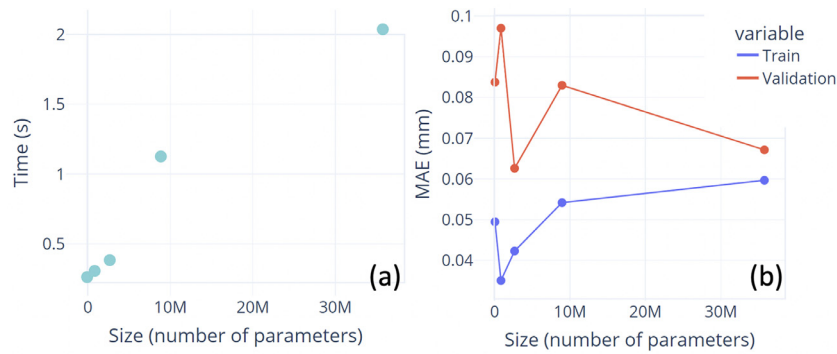 2
1.5
1
0.5
Time (s)
0
10M
20M
30M
Size (number of parameters)
(a)
0.1
0.09
0.08
0.07
0.06
0.05
0.04
MAE (mm)
0
10M
20M
30M
Size (number of parameters)
(b)
variable
Train
Validation